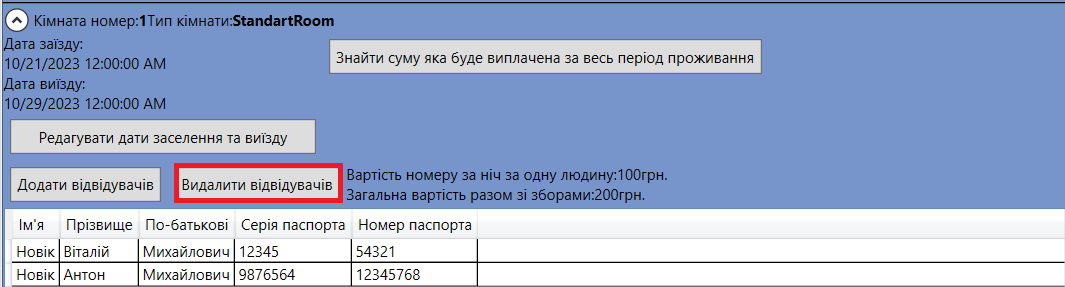 Кімната номер:1Тип кімнати:StandartRoom
Дата заїзду:
10/21/2023 12:00:00 AM
Знайти суму яка буде виплачена за весь період проживання
Дата виїзду:
10/29/2023 12:00:00 AM
Редагувати дати заселення та виїзду
Додати відвідувачів
Видалити відвідувачів
Вартість номеру за ніч за одну людину:100грн.
Загальна вартість разом зі зборами:200грн.
Ім'я Прізвище По-батькові Серія паспорта Номер паспорта
Новік Віталій Михайлович 12345 54321
Новік Антон Михайлович 9876564 12345768